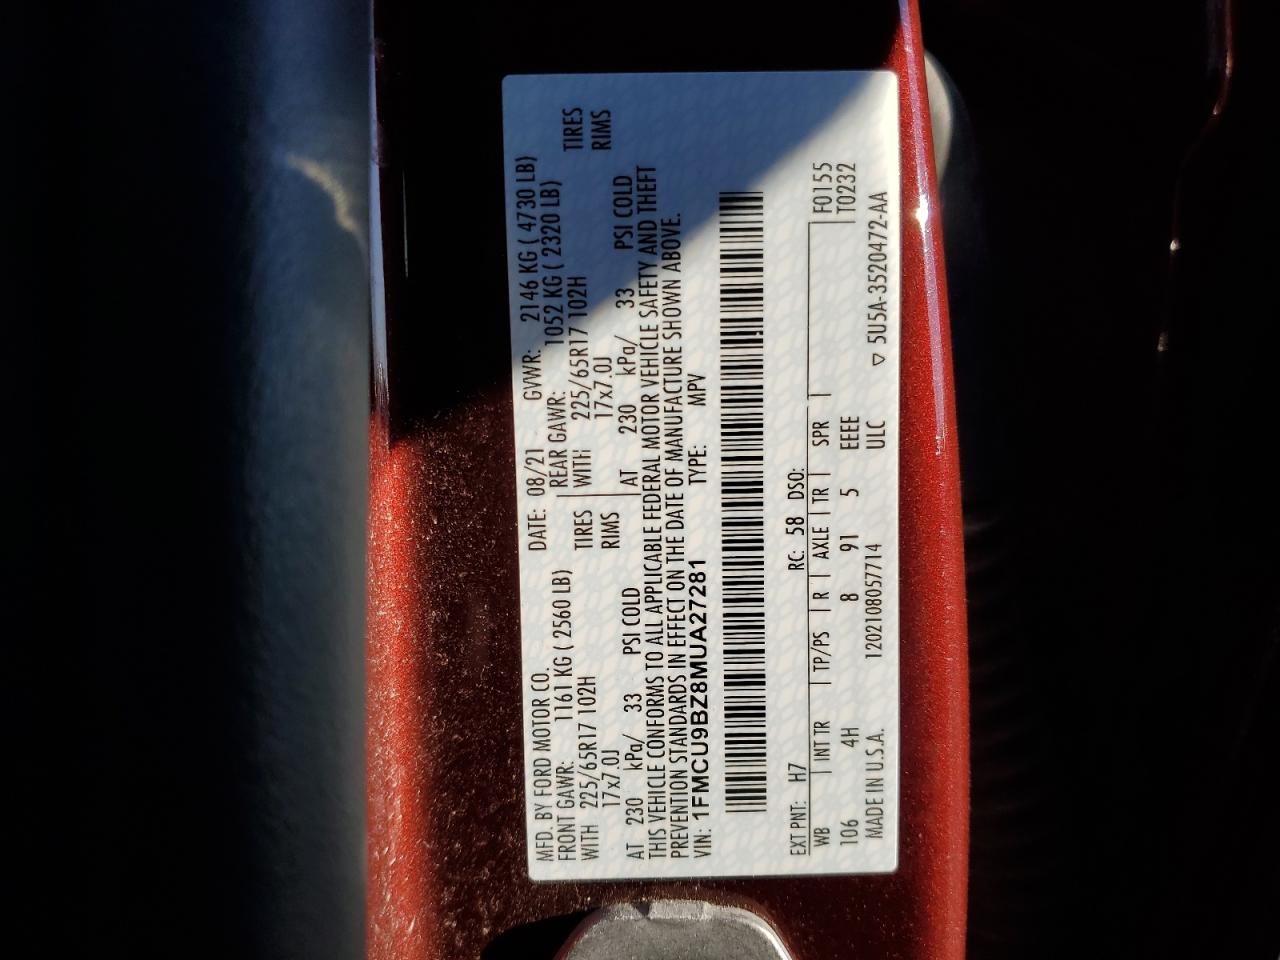 MFD. BY FORD MOTOR CO. DATE: 08/21 GVWR: 2146 KG ( 4730 LB)
FRONT GAWR: 1161 KG ( 2560 LB) REAR GAWR: 1052 KG ( 2320 LB)
WITH 225/65R17 102H TIRES WITH 225/65R17 102H TIRES
17x7.0J RIMS 17x7.0J RIMS
AT 230 kPa/ 33 PSI COLD AT 230 kPa/ 33 PSI COLD
THIS VEHICLE CONFORMS TO ALL APPLICABLE FEDERAL MOTOR VEHICLE SAFETY AND THEFT
PREVENTION STANDARDS IN EFFECT ON THE DATE OF MANUFACTURE SHOWN ABOVE.
VIN: 1FMCU9BZ8MUA27281 TYPE: MPV
EXT PNT: H7 RC: 58 DSO:
WB INT TR TP/PS R AXLE TR SPR F0155
106 4H 8 91 5 EEEE T0232
MADE IN U.S.A. 1202108057714 ULC ▽ 5U5A-3520472-AA